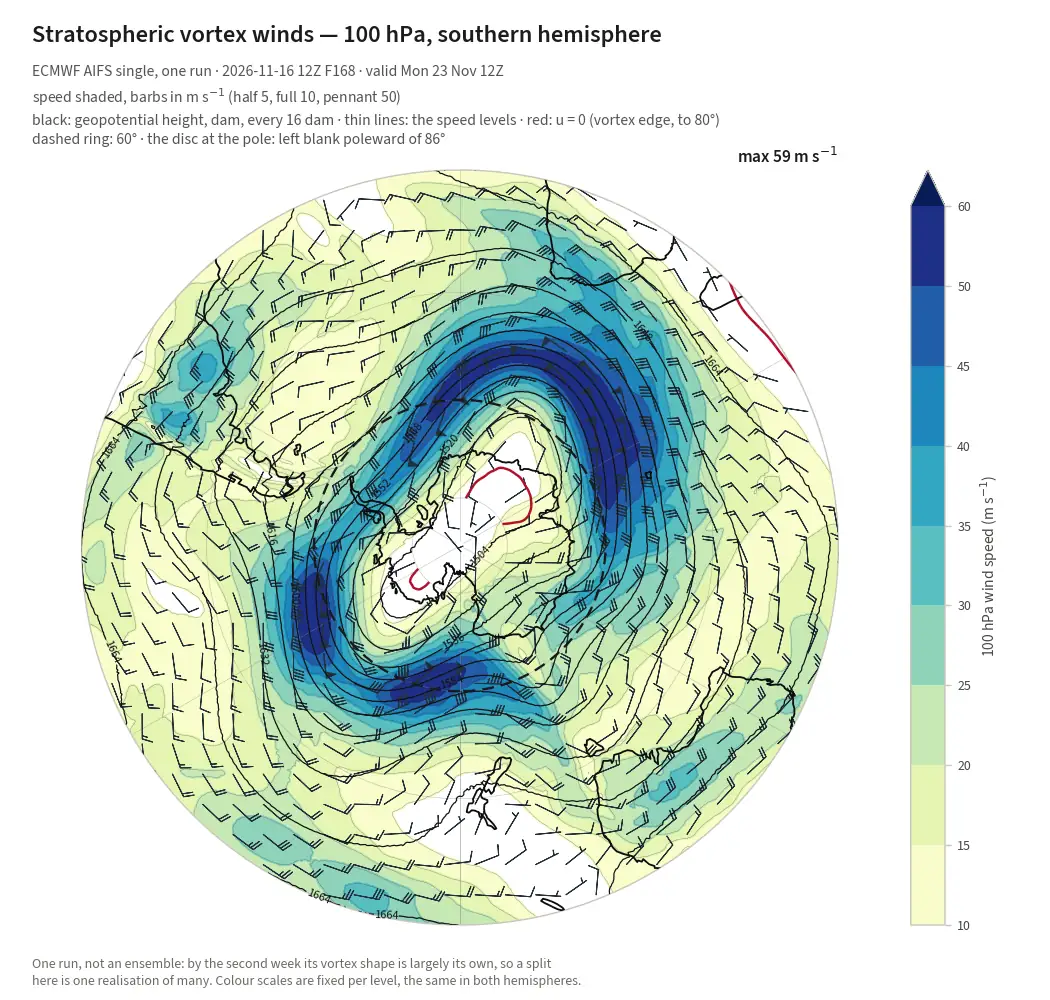 Stratospheric vortex winds — 100 hPa, southern hemisphere
ECMWF AIFS single, one run · 2026-11-16 12Z F168 · valid Mon 23 Nov 12Z
speed shaded, barbs in m s⁻¹ (half 5, full 10, pennant 50)
black: geopotential height, dam, every 16 dam · thin lines: the speed levels · red: u = 0 (vortex edge, to 80°)
dashed ring: 60° · the disc at the pole: left blank poleward of 86°
max 59 m s⁻¹
60
50
45
40
35
30
25
20
15
10
100 hPa wind speed (m s⁻¹)
1664
1520
1552
1664
1616
1504
1632
1664
1664
1664
One run, not an ensemble: by the second week its vortex shape is largely its own, so a split
here is one realisation of many. Colour scales are fixed per level, the same in both hemispheres.